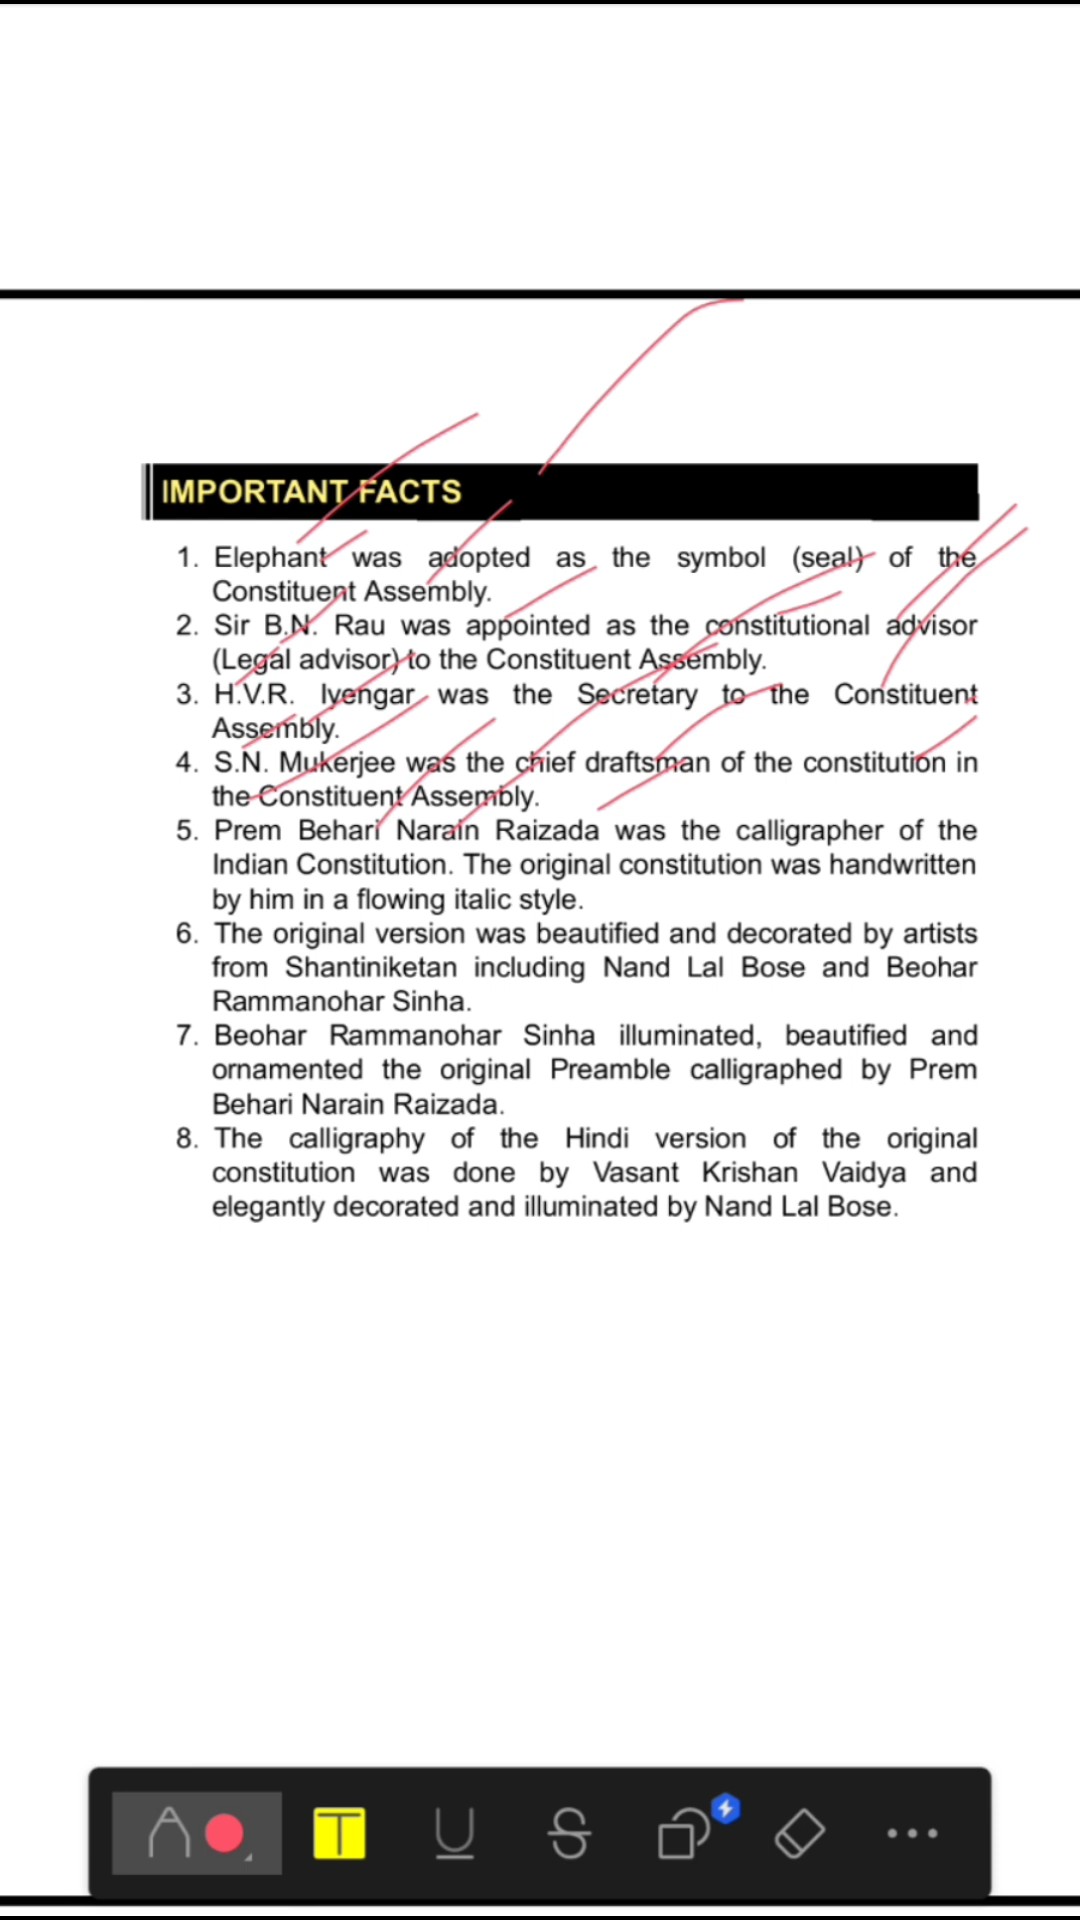 IMPORTANT FACTS
1. Elephant was adopted as the symbol (seal) of the
Constituent Assembly.
2. Sir B.N. Rau was appointed as the constitutional advisor
(Legal advisor) to the Constituent Assembly.
3. H.V.R. Iyengar was the Secretary to the Constituent
Assembly.
4. S.N. Mukerjee was the chief draftsman of the constitution in
the Constituent Assembly.
5. Prem Behari Narain Raizada was the calligrapher of the
Indian Constitution. The original constitution was handwritten
by him in a flowing italic style.
6. The original version was beautified and decorated by artists
from Shantiniketan including Nand Lal Bose and Beohar
Rammanohar Sinha.
7. Beohar Rammanohar Sinha illuminated, beautified and
ornamented the original Preamble calligraphed by Prem
Behari Narain Raizada.
8. The calligraphy of the Hindi version of the original
constitution was done by Vasant Krishan Vaidya and
elegantly decorated and illuminated by Nand Lal Bose.